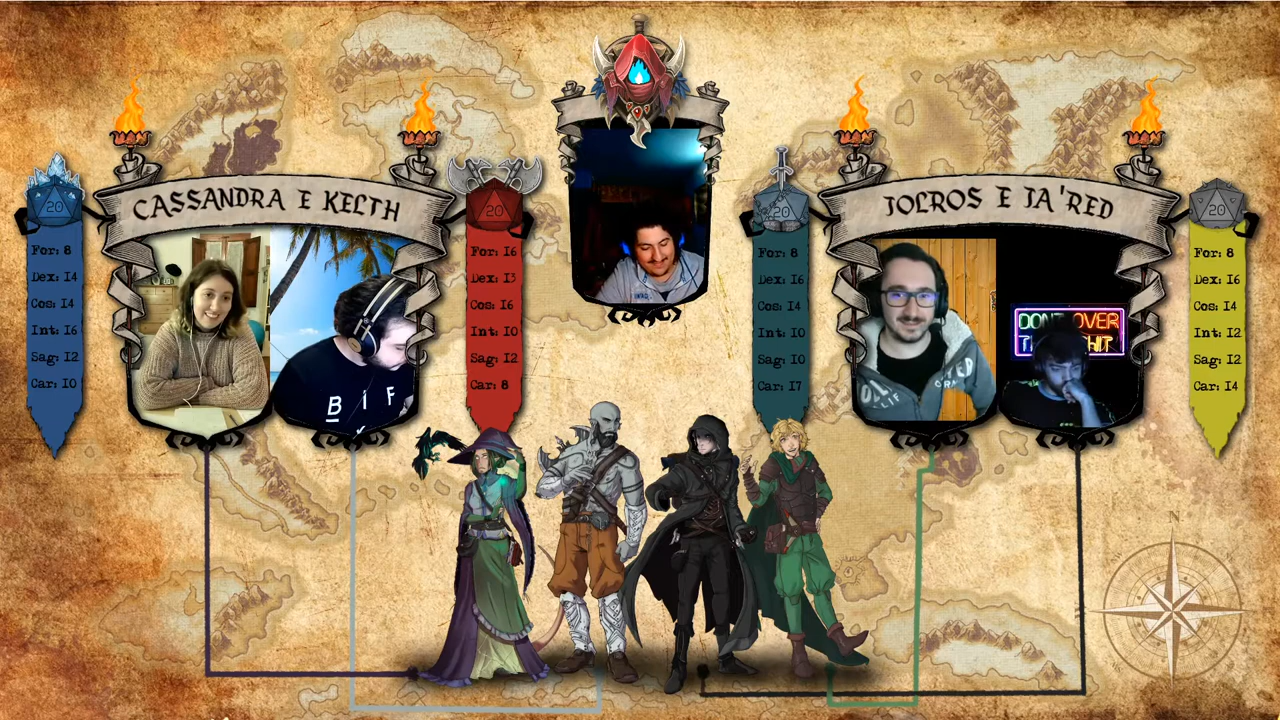 CASSANDRA E KELTH
JOLROS E JA'RED
20
For: 8
Dex: 14
Cos: 14
Int: 16
Sag: 12
Car: 10
20
For: 16
Dex: 13
Cos: 16
Int: 10
Sag: 12
Car: 8
20
For: 8
Dex: 16
Cos: 14
Int: 10
Sag: 10
Car: 17
20
For: 8
Dex: 16
Cos: 14
Int: 12
Sag: 12
Car: 14
B I F
DON'T OVER
N